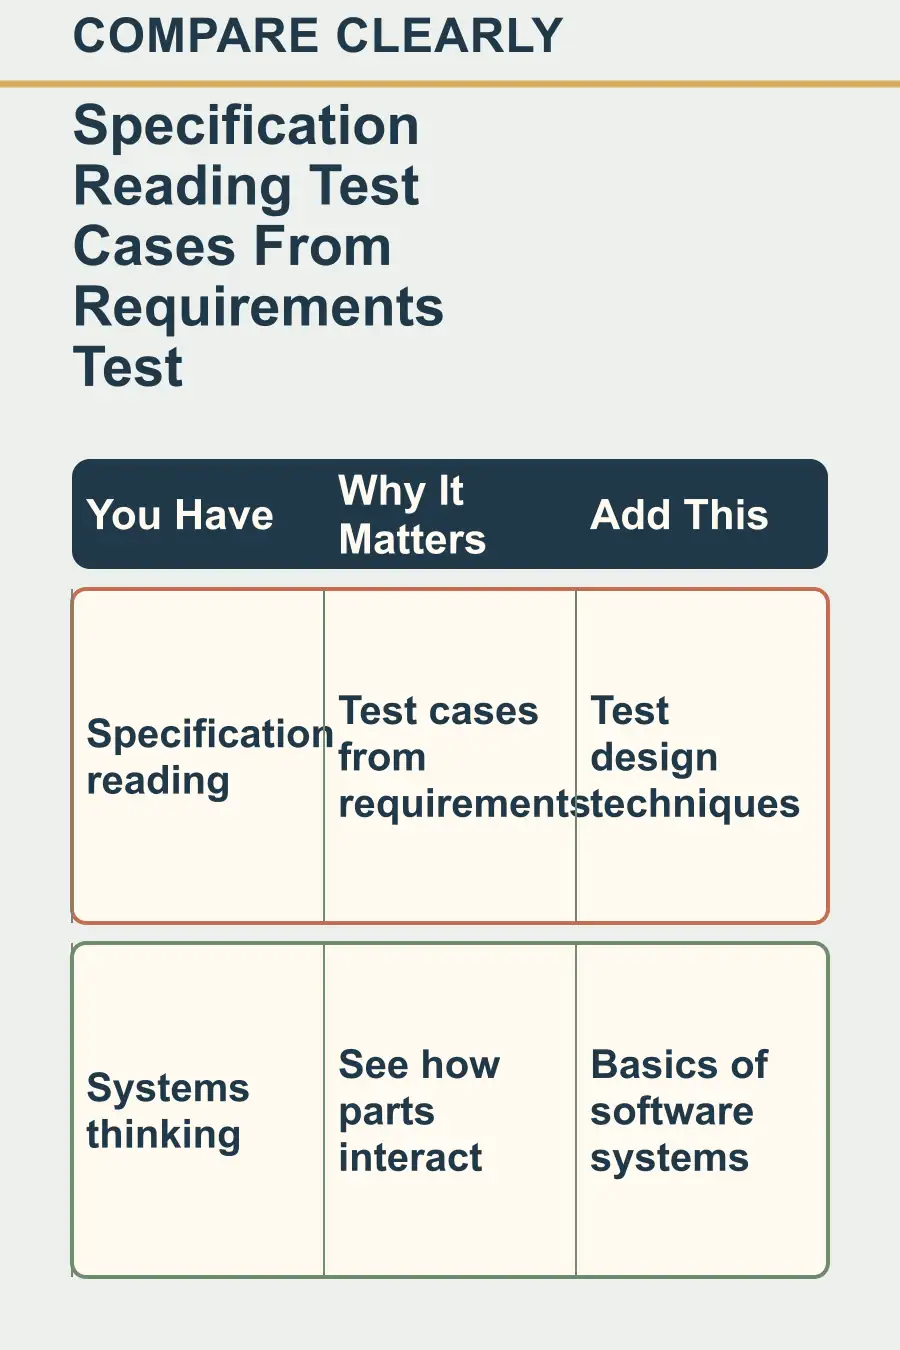 COMPARE CLEARLY
Specification
Reading Test
Cases From
Requirements
Test
You Have
Why It
Matters
Add This
Specification
reading
Test cases
from
requirements
Test
design
techniques
Systems
thinking
See how
parts
interact
Basics of
software
systems